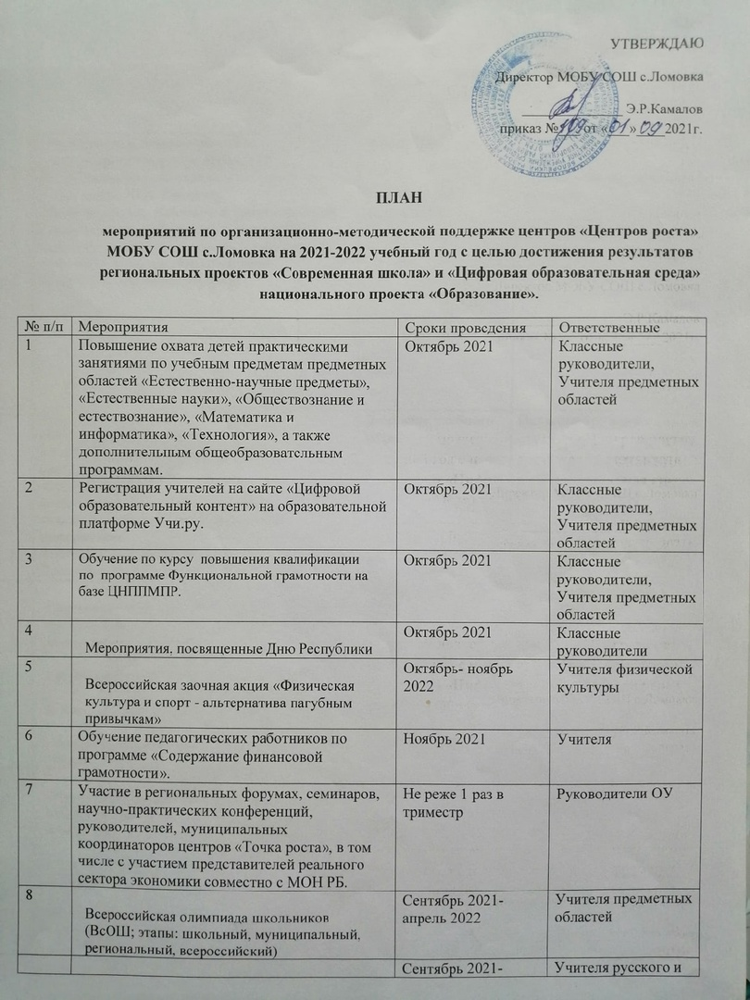 УТВЕРЖДАЮ
Директор МОБУ СОШ с.Ломовка
Э.Р.Камалов
приказ №109 от «01» 09 2021г.
ПЛАН
мероприятий по организационно-методической поддержке центров «Центров роста»
МОБУ СОШ с.Ломовка на 2021-2022 учебный год с целью достижения результатов
региональных проектов «Современная школа» и «Цифровая образовательная среда»
национального проекта «Образование».
№ п/п Мероприятия Сроки проведения Ответственные
1 Повышение охвата детей практическими Октябрь 2021 Классные
занятиями по учебным предметам предметных руководители,
областей «Естественно-научные предметы», Учителя предметных
«Естественные науки», «Обществознание и областей
естествознание», «Математика и
информатика», «Технология», а также
дополнительным общеобразовательным
программам.
2 Регистрация учителей на сайте «Цифровой Октябрь 2021 Классные
образовательный контент» на образовательной руководители,
платформе Учи.ру. Учителя предметных
областей
3 Обучение по курсу повышения квалификации Октябрь 2021 Классные
по программе Функциональной грамотности на руководители,
базе ЦНППМПР. Учителя предметных
областей
4 Октябрь 2021 Классные
Мероприятия, посвященные Дню Республики руководители
5 Октябрь- ноябрь Учителя физической
Всероссийская заочная акция «Физическая 2022 культуры
культура и спорт - альтернатива пагубным
привычкам»
6 Обучение педагогических работников по Ноябрь 2021 Учителя
программе «Содержание финансовой
грамотности».
7 Участие в региональных форумах, семинаров, Не реже 1 раз в Руководители ОУ
научно-практических конференций, триместр
руководителей, муниципальных
координаторов центров «Точка роста», в том
числе с участием представителей реального
сектора экономики совместно с МОН РБ.
8 Сентябрь 2021- Учителя предметных
Всероссийская олимпиада школьников апрель 2022 областей
(ВсОШ; этапы: школьный, муниципальный,
региональный, всероссийский)
Сентябрь 2021- Учителя русского и